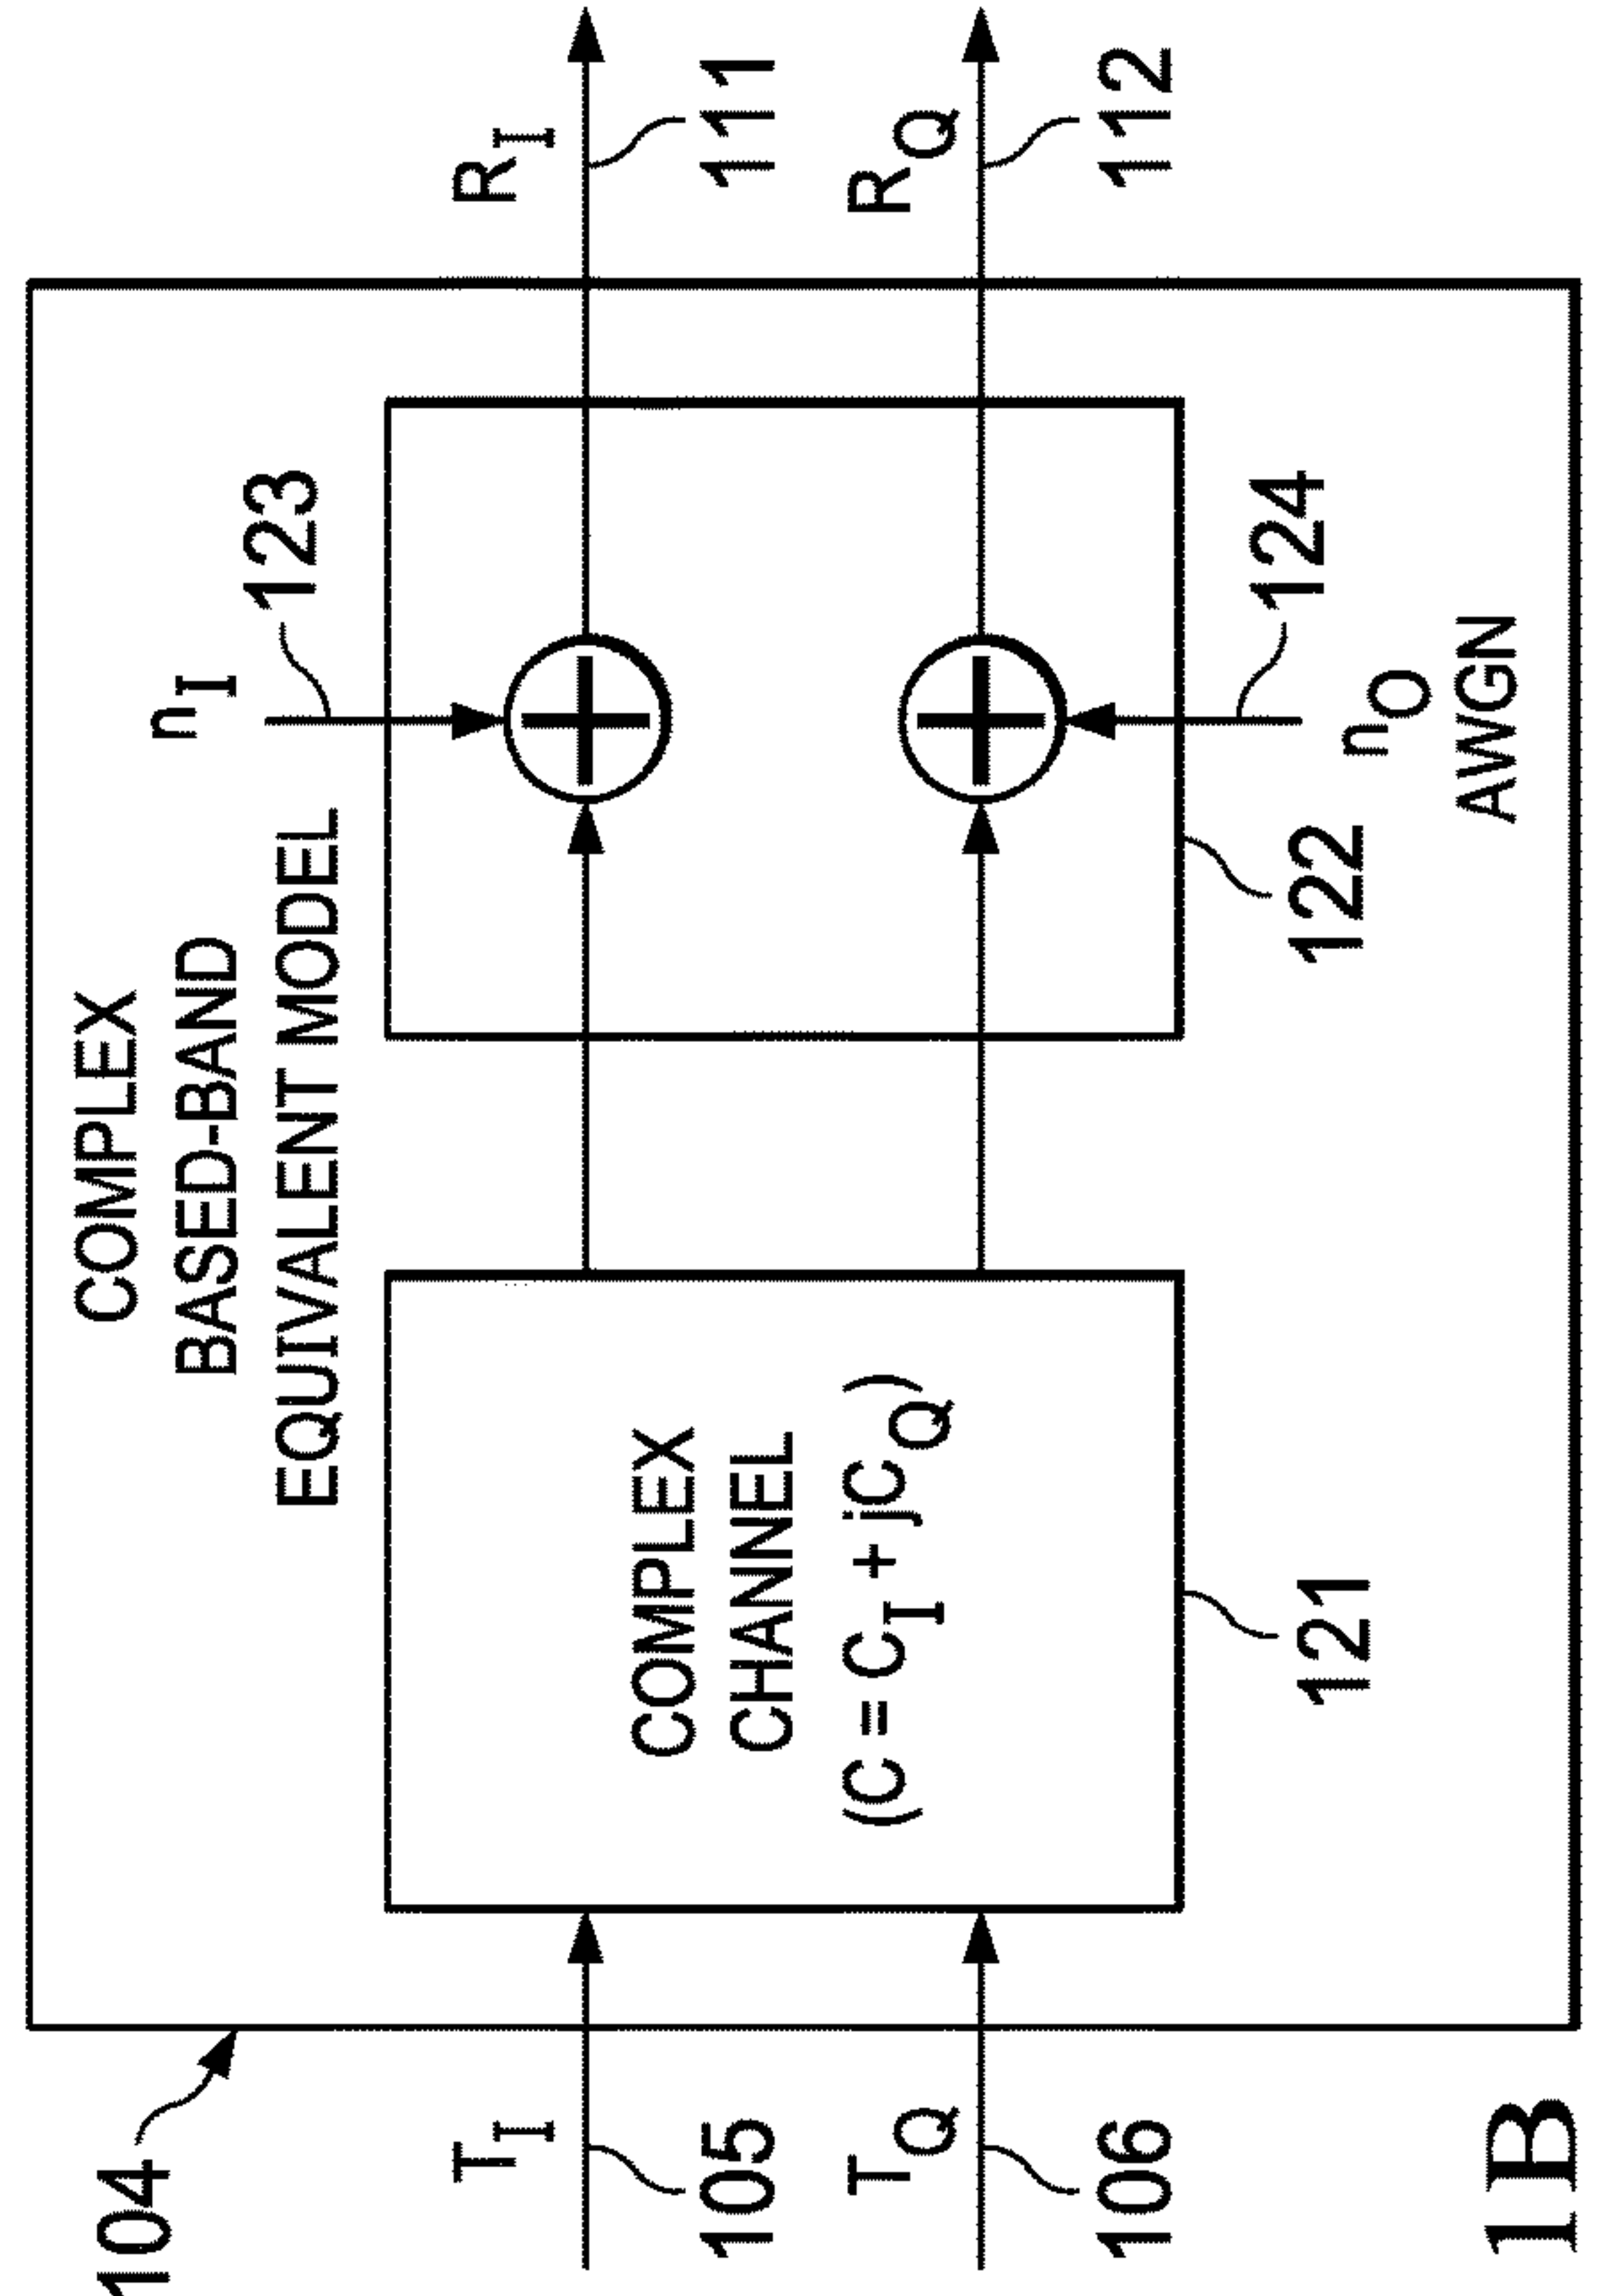 104
COMPLEX
BASED-BAND
EQUIVALENT MODEL
n_I
123
T_I
105
COMPLEX
CHANNEL
(C = C_I + jC_Q)
R_I
111
T_Q
106
R_Q
112
121
122
124
n_O
AWGN
1B